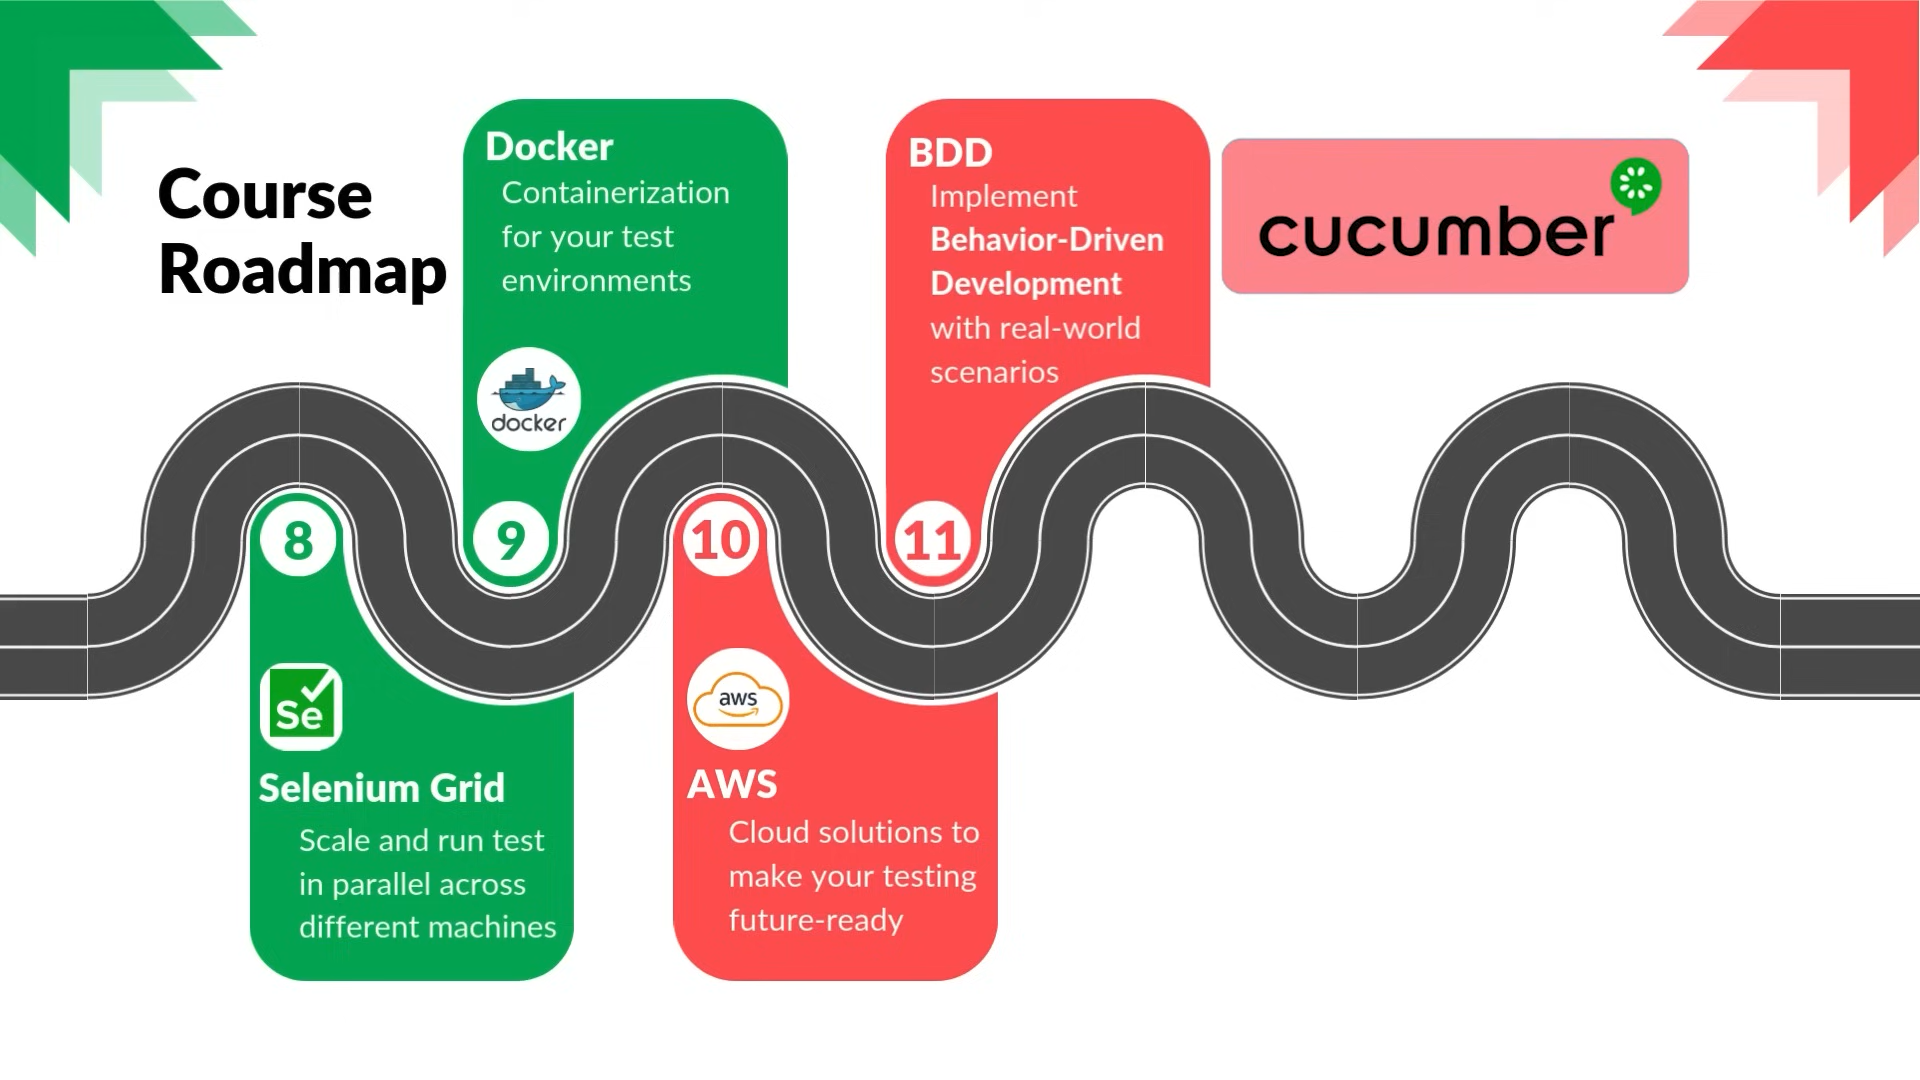 Course
Roadmap
Docker
Containerization
for your test
environments
docker
BDD
Implement
Behavior-Driven
Development
with real-world
scenarios
cucumber
8
9
10
11
Se
Selenium Grid
Scale and run test
in parallel across
different machines
aws
AWS
Cloud solutions to
make your testing
future-ready